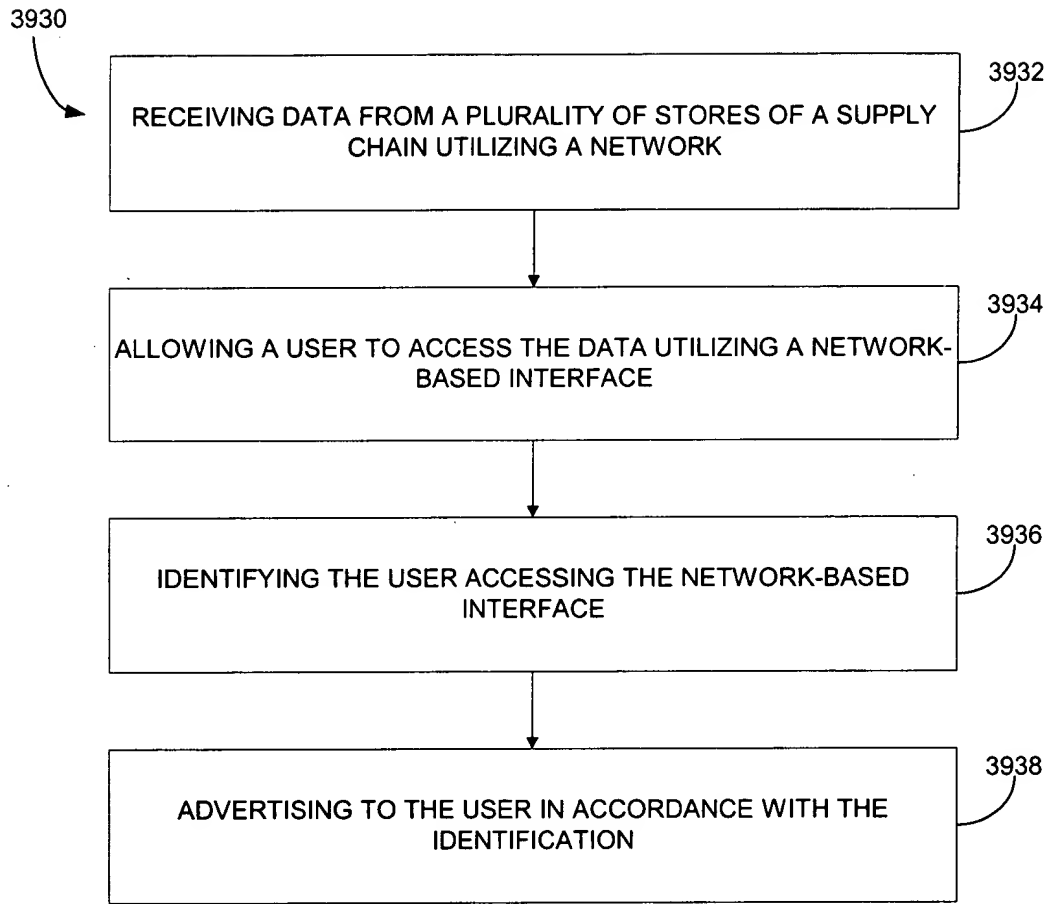 3930
3932
RECEIVING DATA FROM A PLURALITY OF STORES OF A SUPPLY
CHAIN UTILIZING A NETWORK
3934
ALLOWING A USER TO ACCESS THE DATA UTILIZING A NETWORK-
BASED INTERFACE
3936
IDENTIFYING THE USER ACCESSING THE NETWORK-BASED
INTERFACE
3938
ADVERTISING TO THE USER IN ACCORDANCE WITH THE
IDENTIFICATION